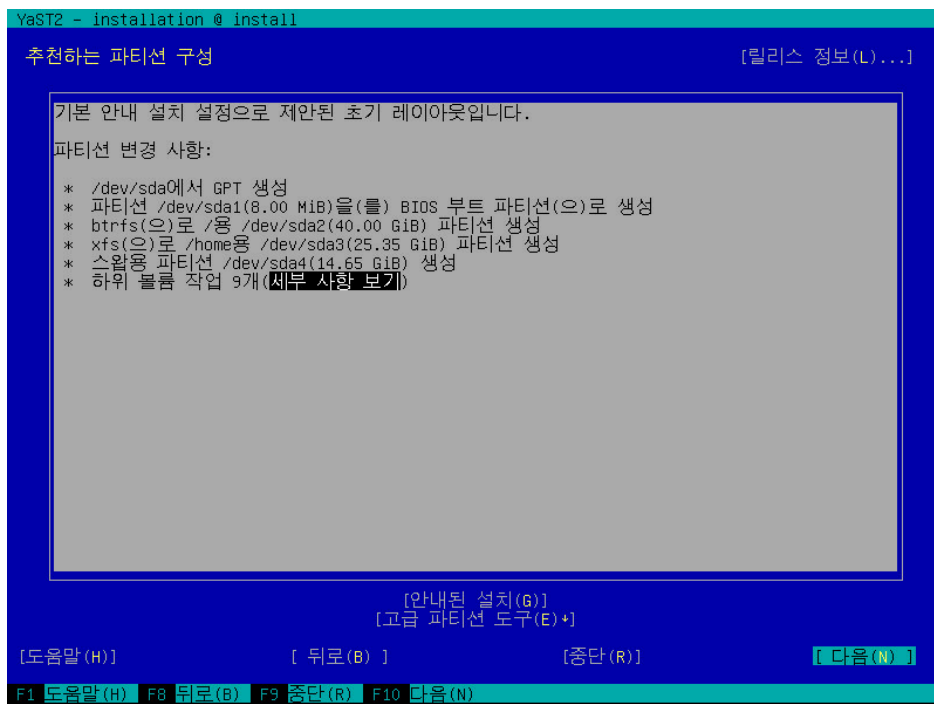 YaST2 - installation @ install
추천하는 파티션 구성 [릴리스 정보(L)...]
기본 안내 설치 설정으로 제안된 초기 레이아웃입니다.
파티션 변경 사항:
* /dev/sda에서 GPT 생성
* 파티션 /dev/sda1(8.00 MiB)을(를) BIOS 부트 파티션(으)로 생성
* btrfs(으)로 /용 /dev/sda2(40.00 GiB) 파티션 생성
* xfs(으)로 /home용 /dev/sda3(25.35 GiB) 파티션 생성
* 스왑용 파티션 /dev/sda4(14.65 GiB) 생성
* 하위 볼륨 작업 9개(세부 사항 보기)
[안내된 설치(G)]
[고급 파티션 도구(E)↓]
[도움말(H)] [ 뒤로(B) ] [중단(R)] [ 다음(N) ]
F1 도움말(H) F8 뒤로(B) F9 중단(R) F10 다음(N)